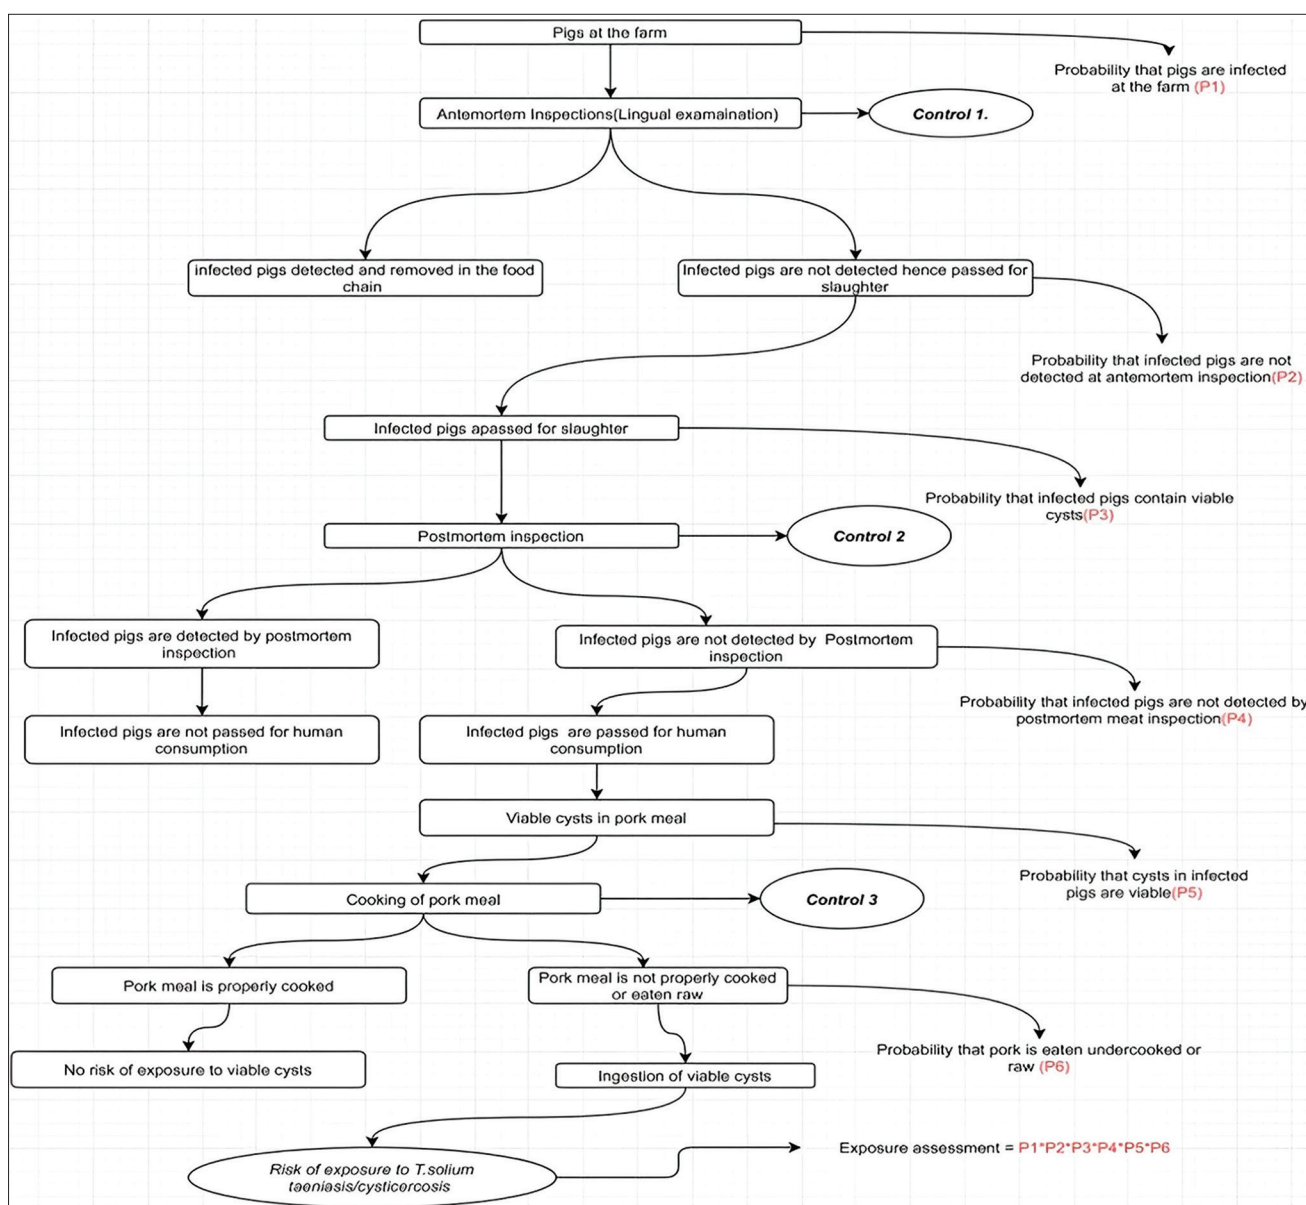 Pigs at the farm
Probability that pigs are infected
at the farm (P1)
Antemortem Inspections(Lingual examaination)
Control 1.
infected pigs detected and removed in the food
chain
Infected pigs are not detected hence passed for
slaughter
Probability that infected pigs are not
detected at antemortem inspection(P2)
Infected pigs apassed for slaughter
Probability that infected pigs contain viable
cysts(P3)
Postmortem inspection
Control 2
Infected pigs are detected by postmortem
inspection
Infected pigs are not detected by Postmortem
inspection
Probability that infected pigs are not detected by
postmortem meat inspection(P4)
Infected pigs are not passed for human
consumption
Infected pigs are passed for human
consumption
Viable cysts in pork meal
Probability that cysts in infected
pigs are viable(P5)
Cooking of pork meal
Control 3
Pork meal is properly cooked
Pork meal is not properly cooked
or eaten raw
Probability that pork is eaten undercooked or
raw (P6)
No risk of exposure to viable cysts
Ingestion of viable cysts
Risk of exposure to T.solium
taeniasis/cysticercosis
Exposure assessment = P1*P2*P3*P4*P5*P6